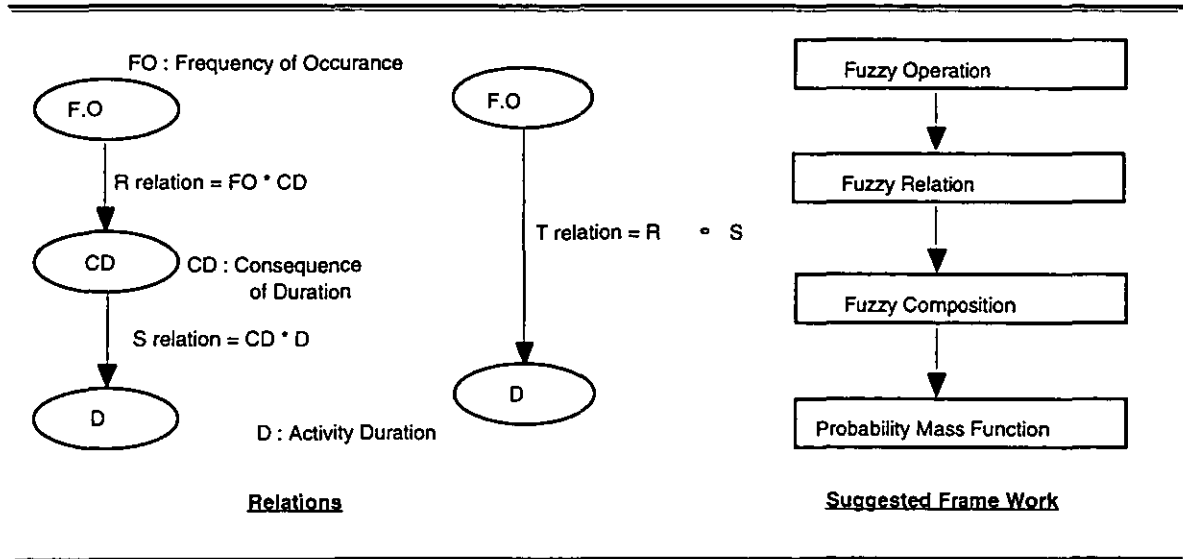 FO : Frequency of Occurance
F.O
R relation = FO * CD
CD
CD : Consequence
of Duration
S relation = CD * D
D
D : Activity Duration
Relations
F.O
T relation = R ∘ S
D
Fuzzy Operation
Fuzzy Relation
Fuzzy Composition
Probability Mass Function
Suggested Frame Work